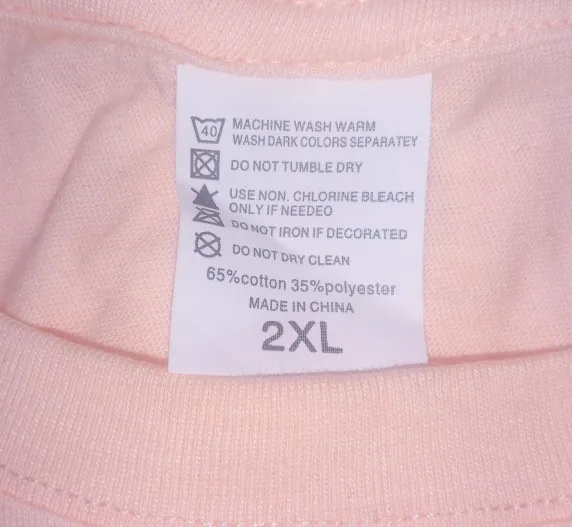 40 MACHINE WASH WARM
WASH DARK COLORS SEPARATEY
DO NOT TUMBLE DRY
USE NON. CHLORINE BLEACH
ONLY IF NEEDEO
DO NOT IRON IF DECORATED
DO NOT DRY CLEAN
65%cotton 35%polyester
MADE IN CHINA
2XL